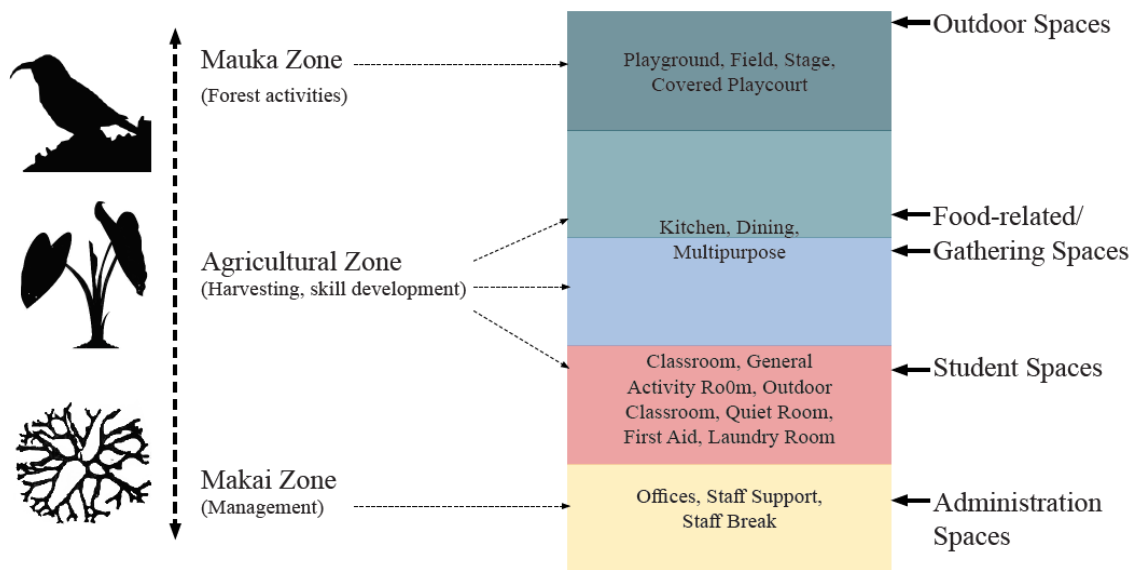 Mauka Zone
(Forest activities)
Agricultural Zone
(Harvesting, skill development)
Makai Zone
(Management)
Playground, Field, Stage,
Covered Playcourt
Kitchen, Dining,
Multipurpose
Classroom, General
Activity Ro0m, Outdoor
Classroom, Quiet Room,
First Aid, Laundry Room
Offices, Staff Support,
Staff Break
Outdoor Spaces
Food-related/
Gathering Spaces
Student Spaces
Administration
Spaces